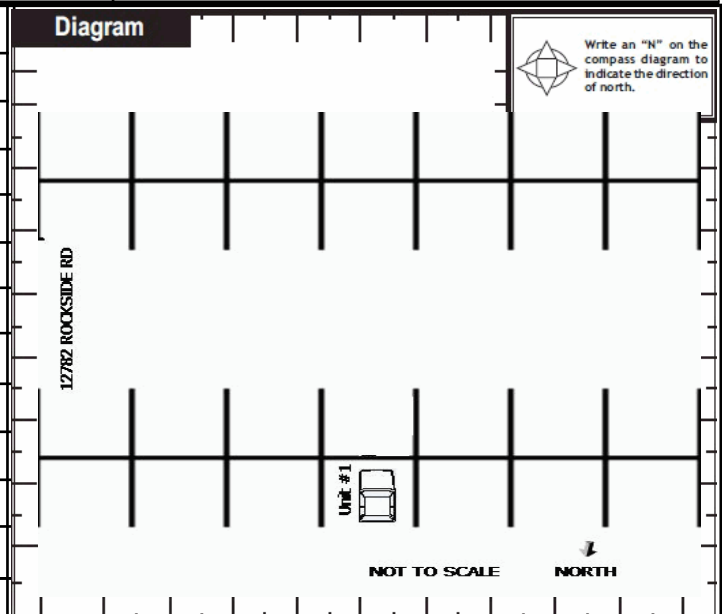 Diagram
Write an “N” on the
compass diagram to
indicate the direction
of north.
12782 ROCKSIDE RD
Unit #1
NOT TO SCALE
NORTH